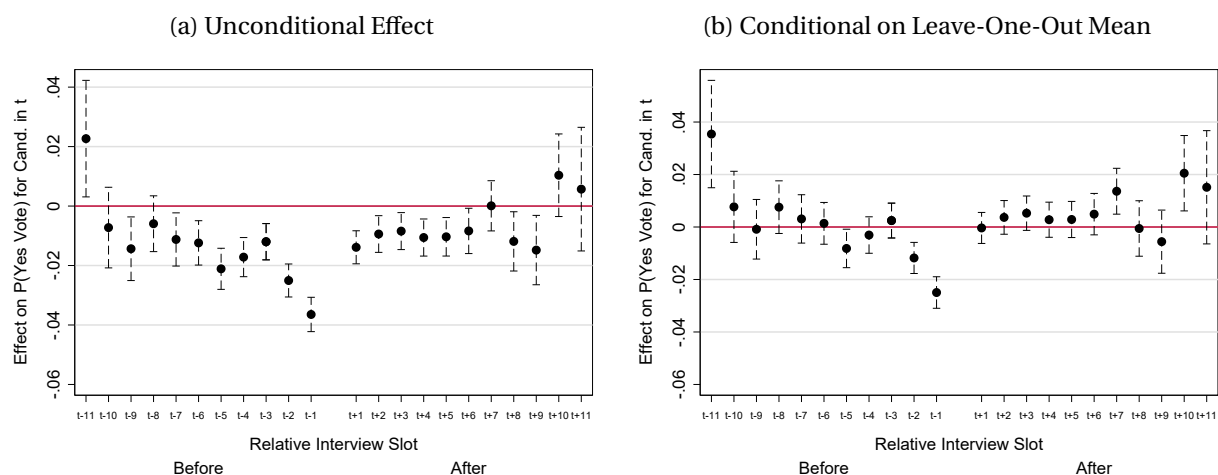 (a) Unconditional Effect
Effect on P(Yes Vote) for Cand. in t
.04
.02
0
-.02
-.04
-.06
t-11 t-10 t-9 t-8 t-7 t-6 t-5 t-4 t-3 t-2 t-1 t+1 t+2 t+3 t+4 t+5 t+6 t+7 t+8 t+9 t+10 t+11
Relative Interview Slot
Before After
(b) Conditional on Leave-One-Out Mean
Effect on P(Yes Vote) for Cand. in t
.04
.02
0
-.02
-.04
-.06
t-11 t-10 t-9 t-8 t-7 t-6 t-5 t-4 t-3 t-2 t-1 t+1 t+2 t+3 t+4 t+5 t+6 t+7 t+8 t+9 t+10 t+11
Relative Interview Slot
Before After